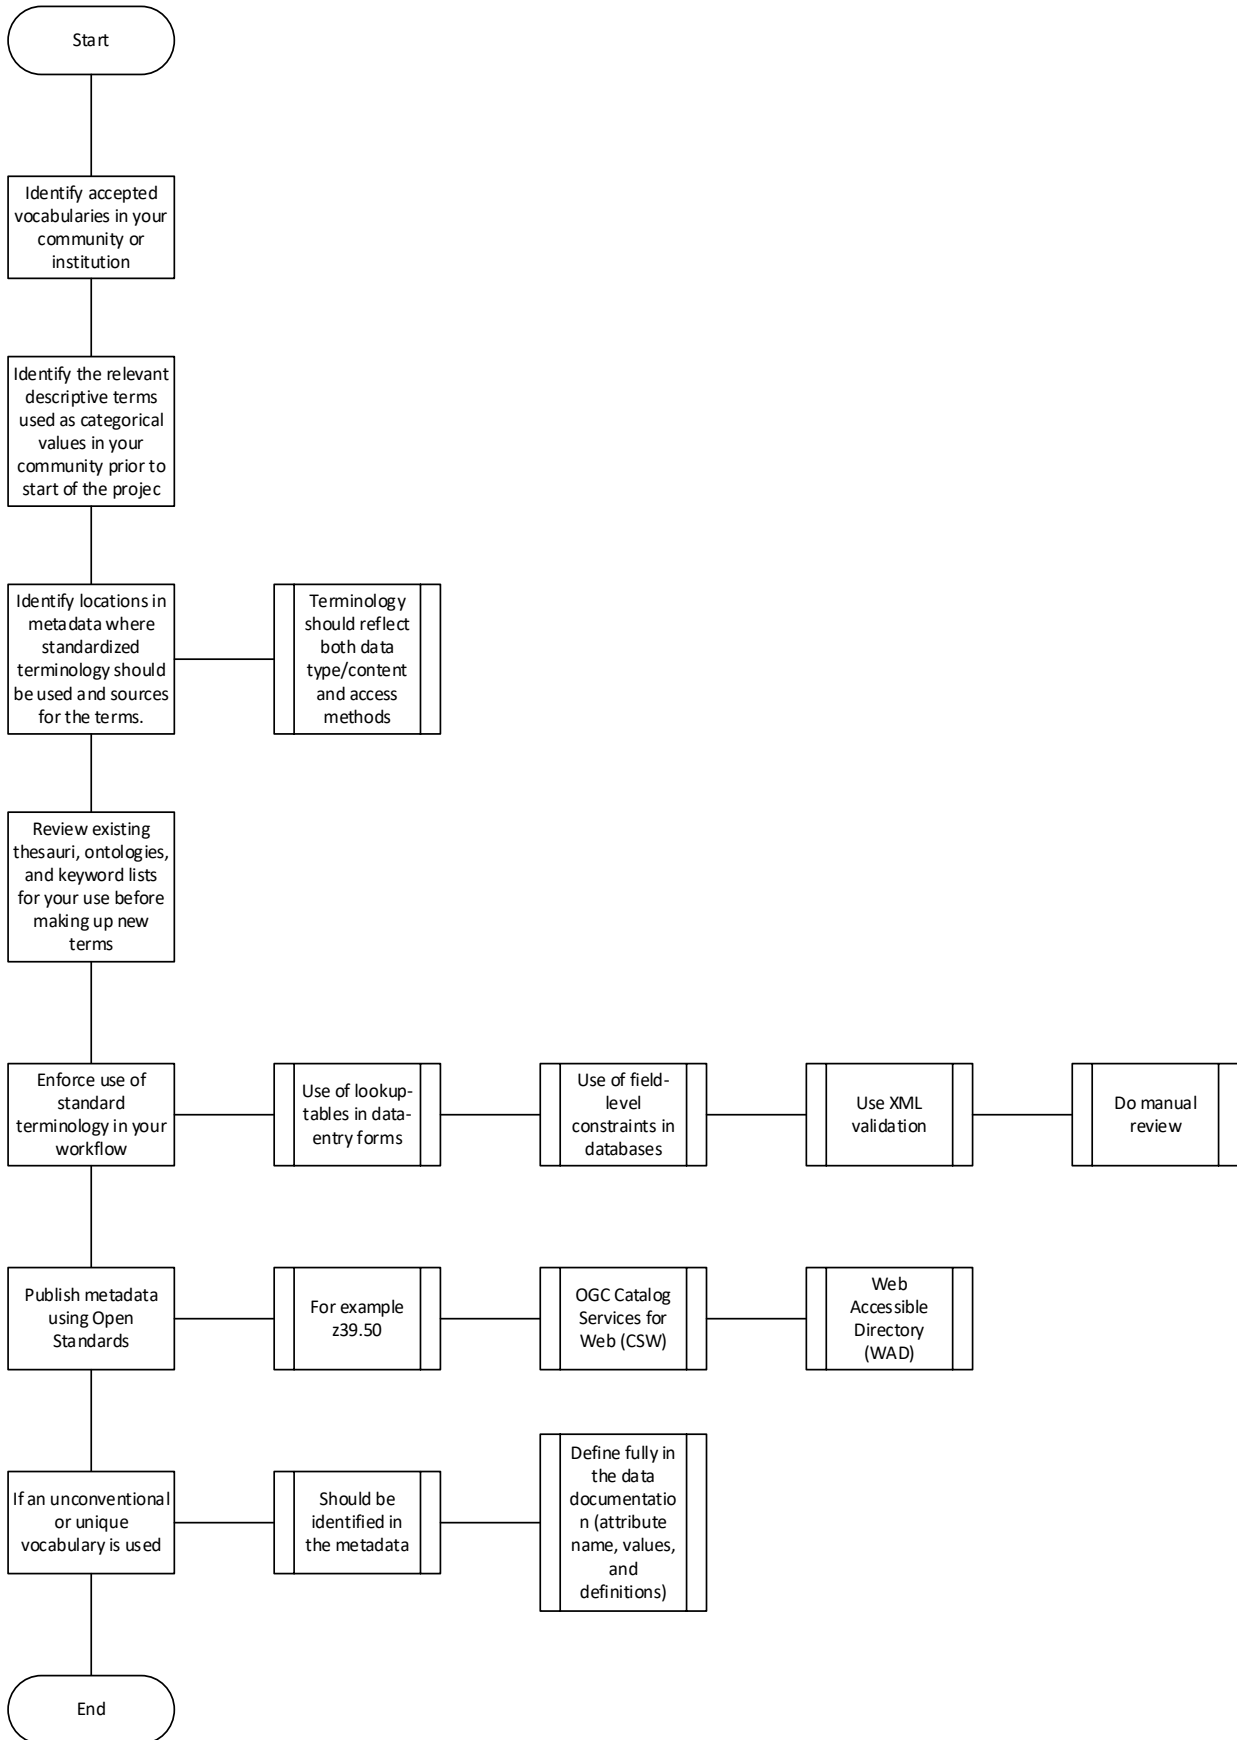 Start
Identify accepted
vocabularies in your
community or
institution
Identify the relevant
descriptive terms
used as categorical
values in your
community prior to
start of the projec
Identify locations in
metadata where
standardized
terminology should
be used and sources
for the terms.
Terminology
should reflect
both data
type/content
and access
methods
Review existing
thesauri, ontologies,
and keyword lists
for your use before
making up new
terms
Enforce use of
standard
terminology in your
workflow
Use of lookup-
tables in data-
entry forms
Use of field-
level
constraints in
databases
Use XML
validation
Do manual
review
Publish metadata
using Open
Standards
For example
z39.50
OGC Catalog
Services for
Web (CSW)
Web
Accessible
Directory
(WAD)
If an unconventional
or unique
vocabulary is used
Should be
identified in
the metadata
Define fully in
the data
documentatio
n (attribute
name, values,
and
definitions)
End